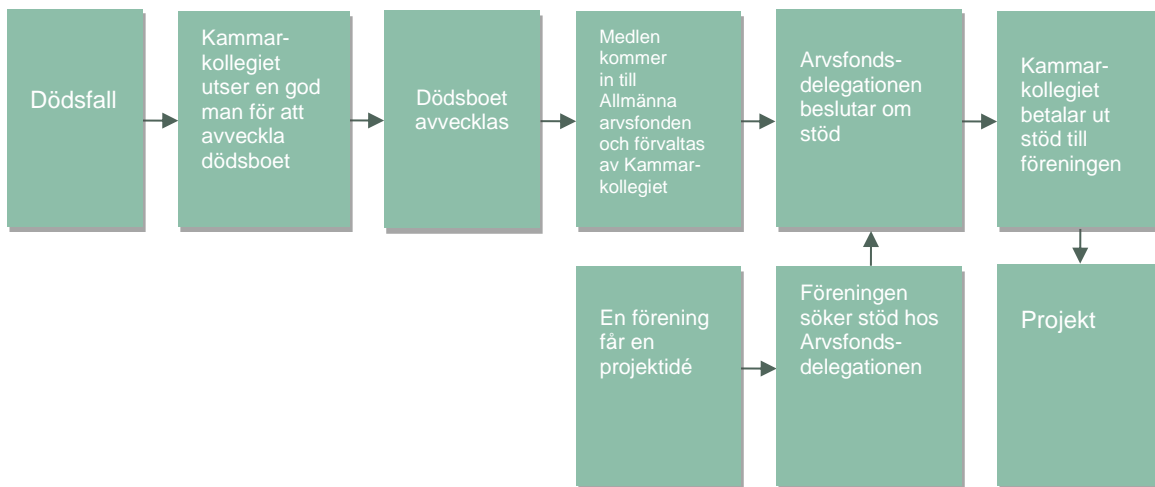 Dödsfall
Kammar-
kollegiet
utser en god
man för att
avveckla
dödsboet
Dödsboet
avvecklas
Medlen
kommer
in till
Allmänna
arvsfonden
och förvaltas
av Kammar-
kollegiet
Arvsfonds-
delegationen
beslutar om
stöd
Kammar-
kollegiet
betalar ut
stöd till
föreningen
En förening
får en
projektidé
Föreningen
söker stöd hos
Arvsfonds-
delegationen
Projekt